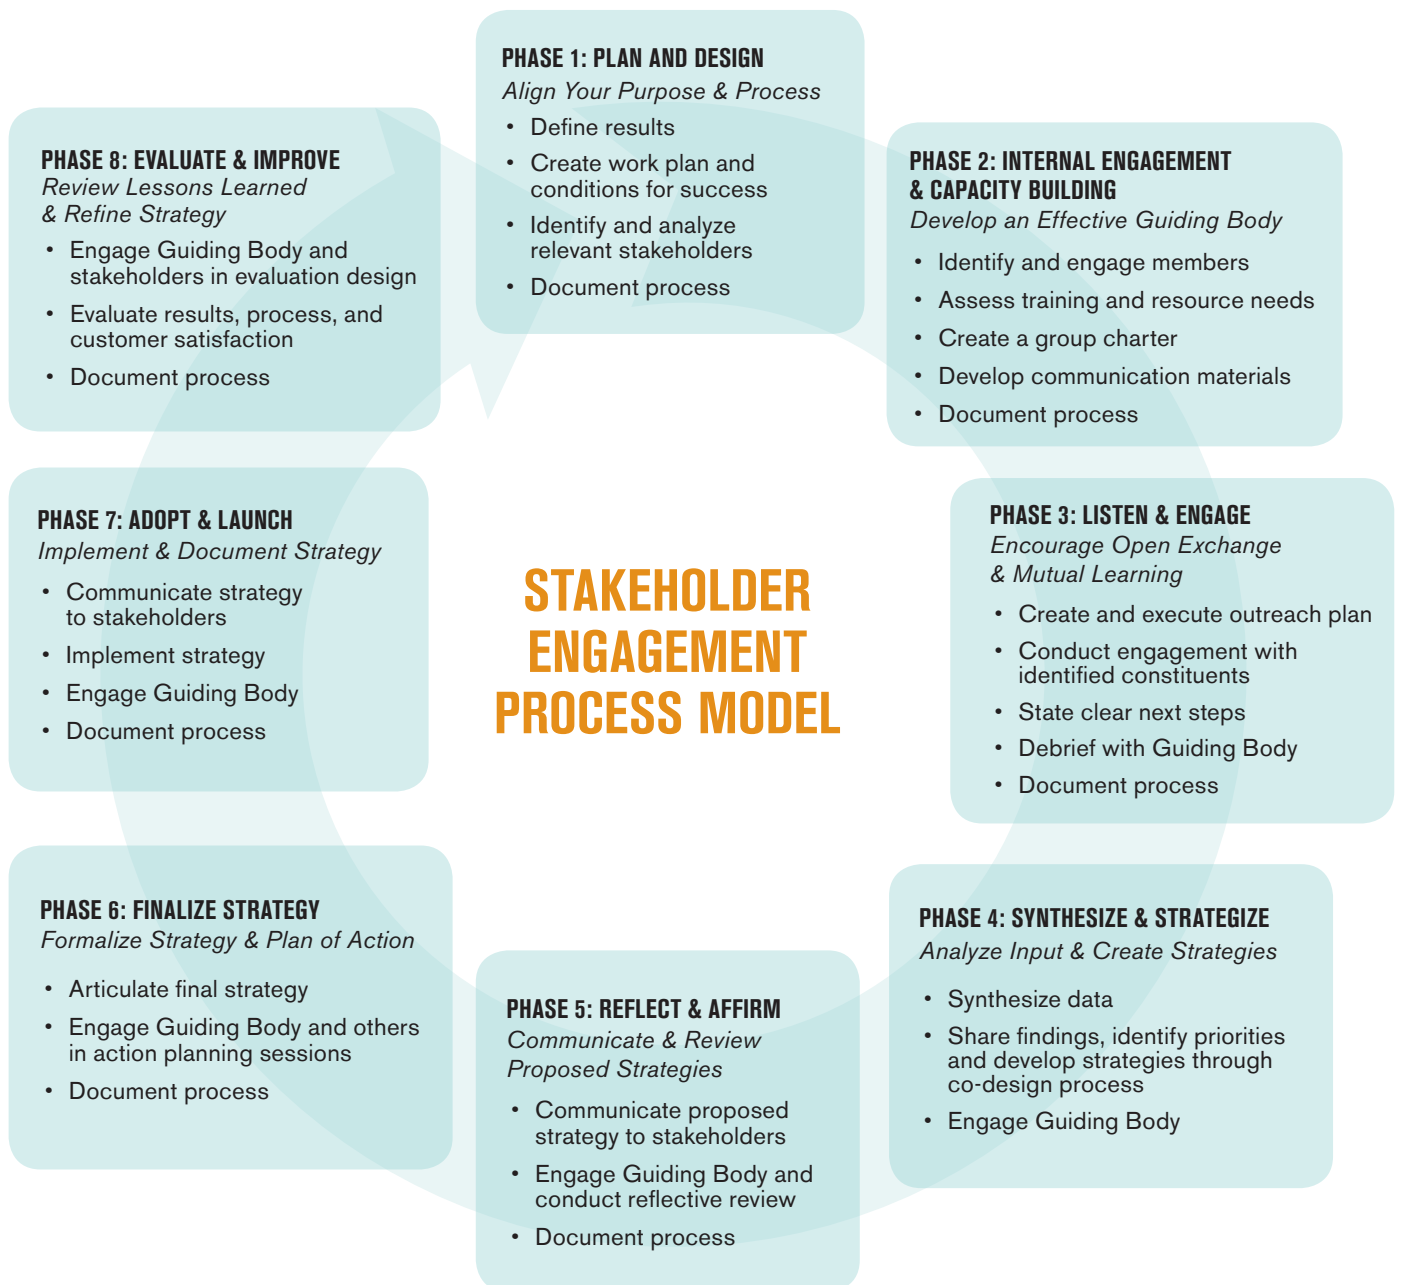 PHASE 1: PLAN AND DESIGN
Align Your Purpose & Process
• Define results
• Create work plan and
conditions for success
• Identify and analyze
relevant stakeholders
• Document process
PHASE 2: INTERNAL ENGAGEMENT
& CAPACITY BUILDING
Develop an Effective Guiding Body
• Identify and engage members
• Assess training and resource needs
• Create a group charter
• Develop communication materials
• Document process
PHASE 3: LISTEN & ENGAGE
Encourage Open Exchange
& Mutual Learning
• Create and execute outreach plan
• Conduct engagement with
identified constituents
• State clear next steps
• Debrief with Guiding Body
• Document process
PHASE 4: SYNTHESIZE & STRATEGIZE
Analyze Input & Create Strategies
• Synthesize data
• Share findings, identify priorities
and develop strategies through
co-design process
• Engage Guiding Body
PHASE 5: REFLECT & AFFIRM
Communicate & Review
Proposed Strategies
• Communicate proposed
strategy to stakeholders
• Engage Guiding Body and
conduct reflective review
• Document process
PHASE 6: FINALIZE STRATEGY
Formalize Strategy & Plan of Action
• Articulate final strategy
• Engage Guiding Body and others
in action planning sessions
• Document process
PHASE 7: ADOPT & LAUNCH
Implement & Document Strategy
• Communicate strategy
to stakeholders
• Implement strategy
• Engage Guiding Body
• Document process
PHASE 8: EVALUATE & IMPROVE
Review Lessons Learned
& Refine Strategy
• Engage Guiding Body and
stakeholders in evaluation design
• Evaluate results, process, and
customer satisfaction
• Document process
STAKEHOLDER
ENGAGEMENT
PROCESS MODEL